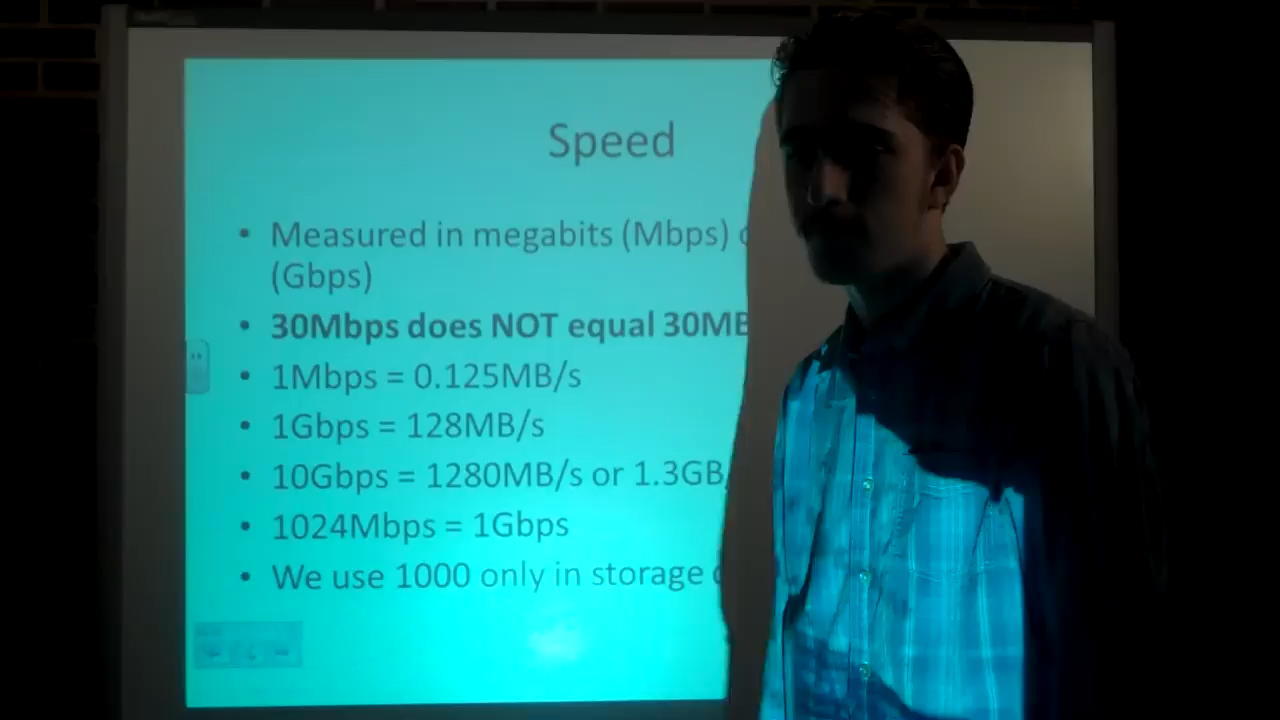 Speed
• Measured in megabits (Mbps)
(Gbps)
• 30Mbps does NOT equal 30MB
• 1Mbps = 0.125MB/s
• 1Gbps = 128MB/s
• 10Gbps = 1280MB/s or 1.3GB/
• 1024Mbps = 1Gbps
• We use 1000 only in storage